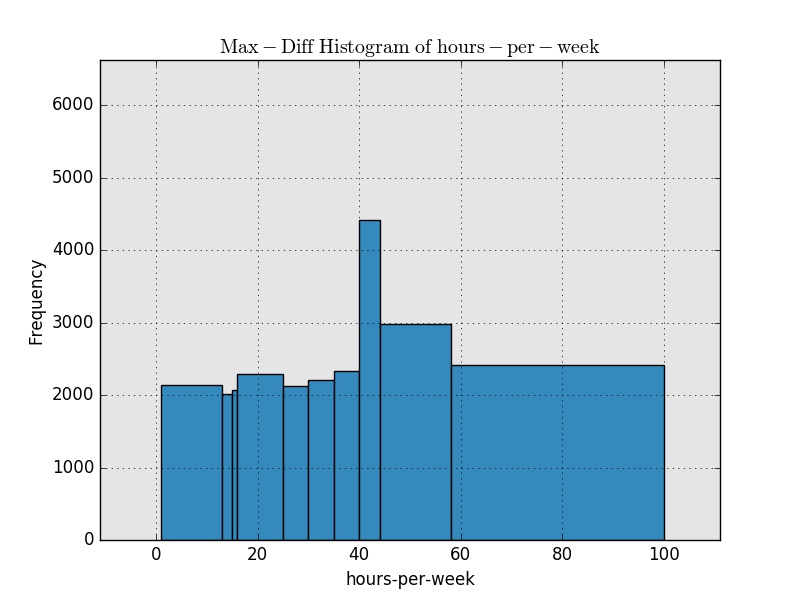 Max − Diff Histogram of hours − per − week
Frequency
6000
5000
4000
3000
2000
1000
0
0 20 40 60 80 100
hours-per-week